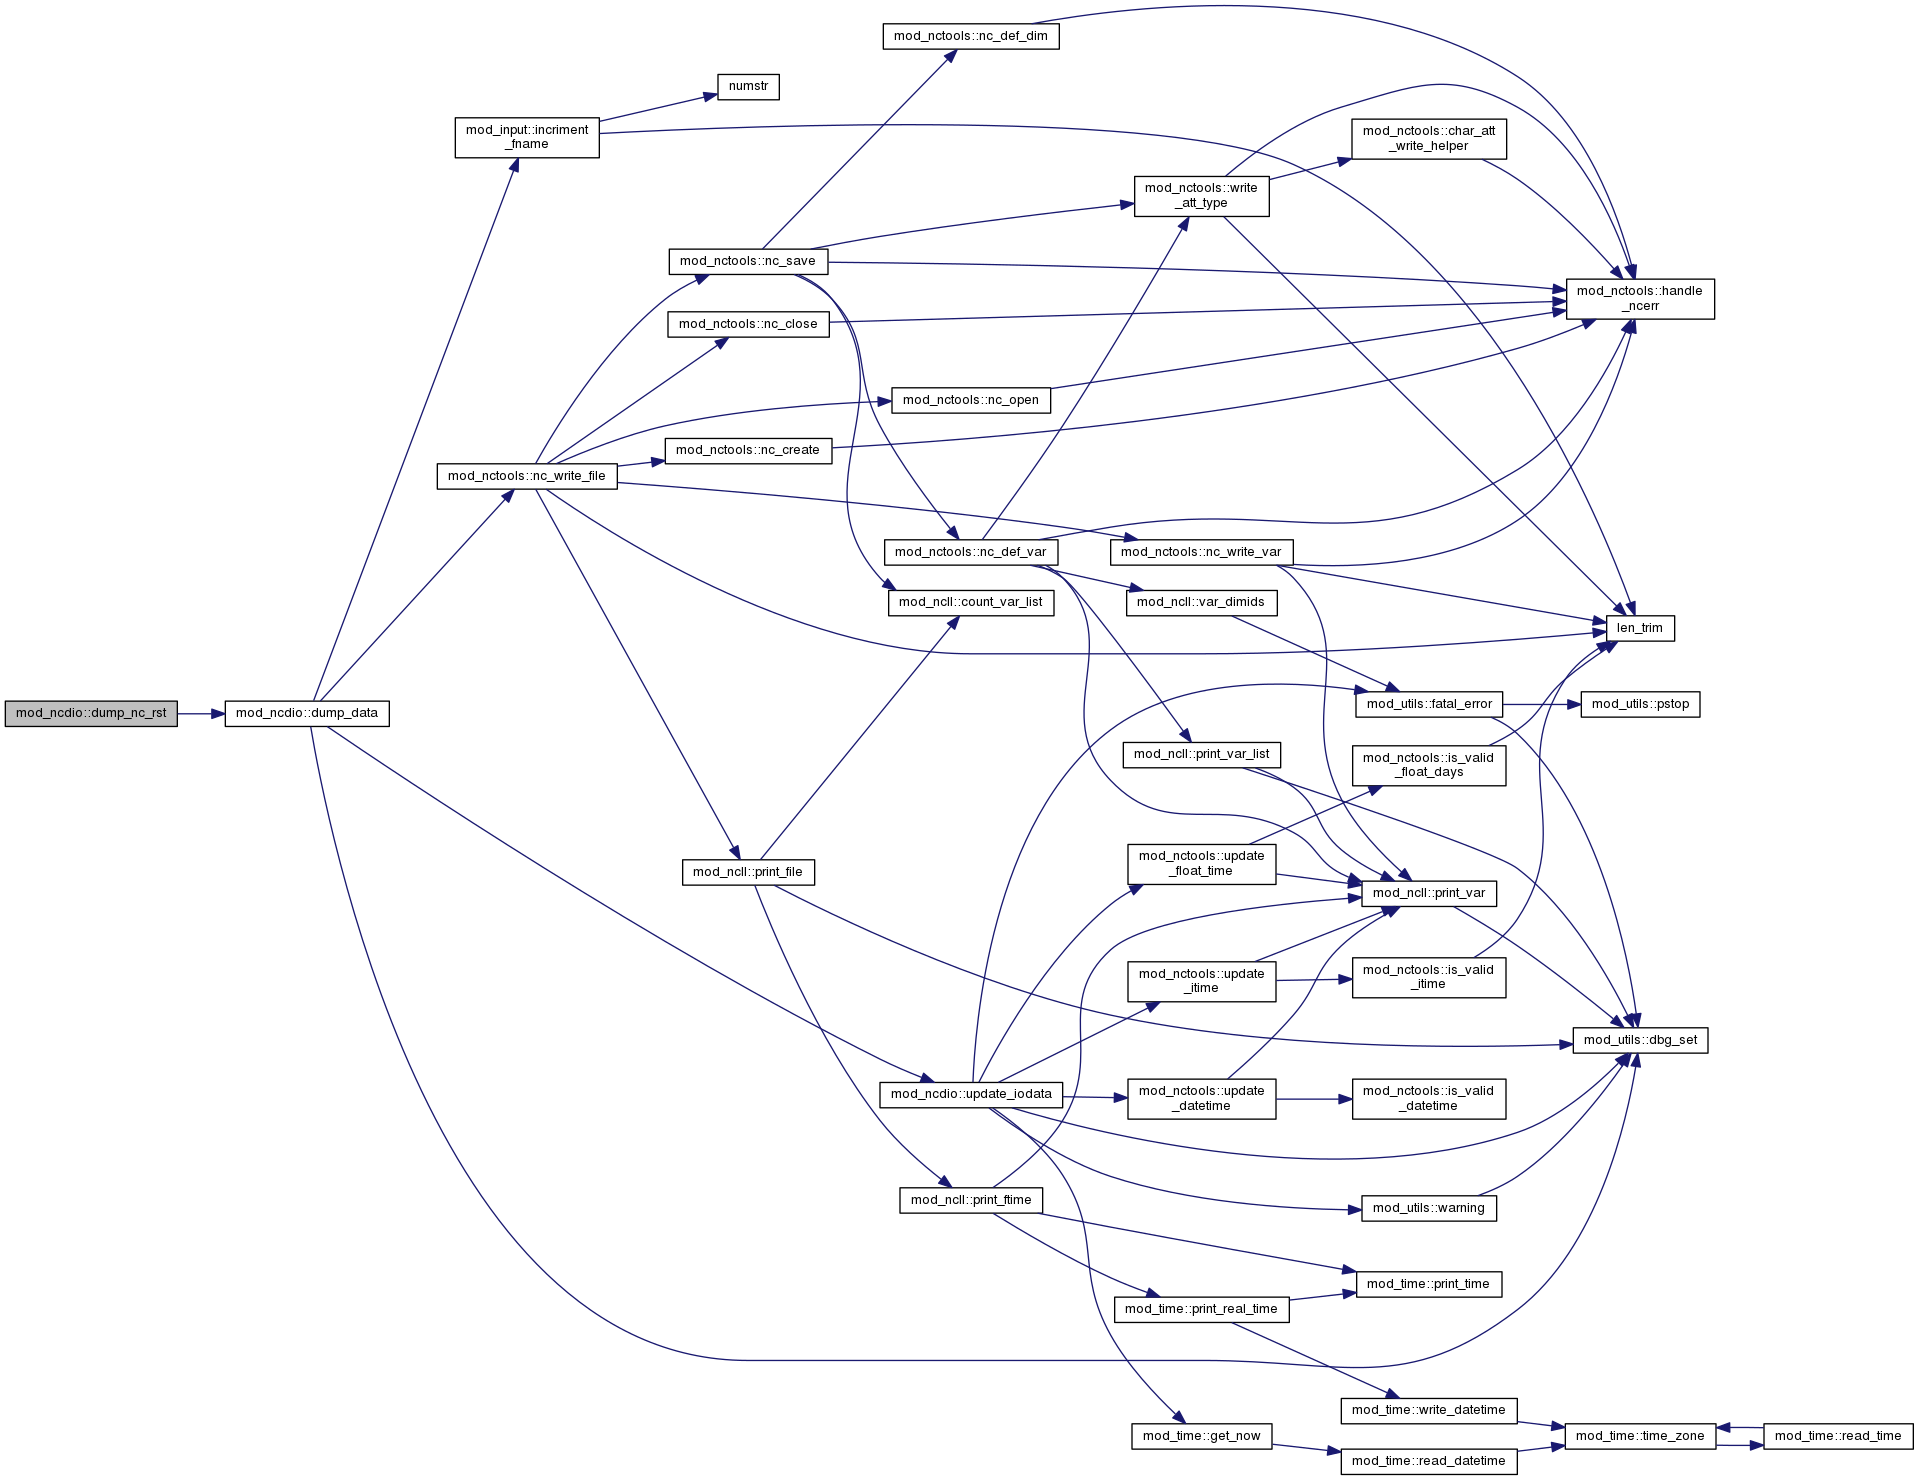 mod_nctools::nc_def_dim
numstr
mod_input::incriment
_fname
mod_nctools::char_att
_write_helper
mod_nctools::write
_att_type
mod_nctools::nc_save
mod_nctools::handle
_ncerr
mod_nctools::nc_close
mod_nctools::nc_open
mod_nctools::nc_create
mod_nctools::nc_write_file
mod_nctools::nc_def_var
mod_nctools::nc_write_var
mod_ncll::count_var_list
mod_ncll::var_dimids
len_trim
mod_ncdio::dump_nc_rst
mod_ncdio::dump_data
mod_utils::fatal_error
mod_utils::pstop
mod_ncll::print_var_list
mod_nctools::is_valid
_float_days
mod_ncll::print_file
mod_nctools::update
_float_time
mod_ncll::print_var
mod_nctools::update
_itime
mod_nctools::is_valid
_itime
mod_utils::dbg_set
mod_ncdio::update_iodata
mod_nctools::update
_datetime
mod_nctools::is_valid
_datetime
mod_ncll::print_ftime
mod_utils::warning
mod_time::print_time
mod_time::print_real_time
mod_time::write_datetime
mod_time::get_now
mod_time::time_zone
mod_time::read_time
mod_time::read_datetime